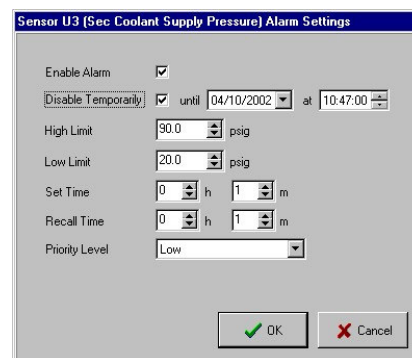 Sensor U3 (Sec Coolant Supply Pressure) Alarm Settings
Enable Alarm
Disable Temporarily until 04/10/2002 at 10:47:00
High Limit 90.0 psig
Low Limit 20.0 psig
Set Time 0 h 1 m
Recall Time 0 h 1 m
Priority Level Low
OK Cancel